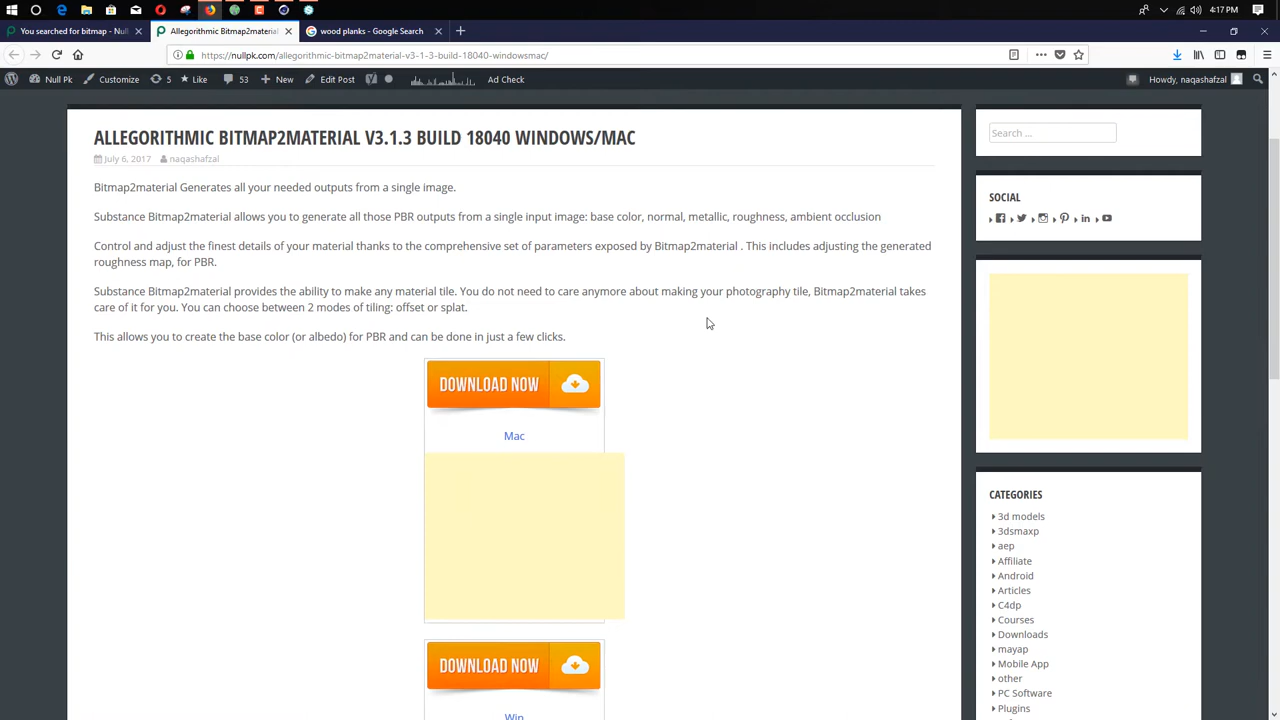 4:17 PM
You searched for bitmap - Null
Allegorithmic Bitmap2material
wood planks - Google Search
https://nullpk.com/allegorithmic-bitmap2material-v3-1-3-build-18040-windowsmac/
Null Pk
Customize
5
Like
53
New
Edit Post
Ad Check
Howdy, naqashafzal
ALLEGORITHMIC BITMAP2MATERIAL V3.1.3 BUILD 18040 WINDOWS/MAC
July 6, 2017 naqashafzal
Bitmap2material Generates all your needed outputs from a single image.
Substance Bitmap2material allows you to generate all those PBR outputs from a single input image: base color, normal, metallic, roughness, ambient occlusion
Control and adjust the finest details of your material thanks to the comprehensive set of parameters exposed by Bitmap2material . This includes adjusting the generated
roughness map, for PBR.
Substance Bitmap2material provides the ability to make any material tile. You do not need to care anymore about making your photography tile, Bitmap2material takes
care of it for you. You can choose between 2 modes of tiling: offset or splat.
This allows you to create the base color (or albedo) for PBR and can be done in just a few clicks.
DOWNLOAD NOW
Mac
DOWNLOAD NOW
Win
Search ...
SOCIAL
CATEGORIES
3d models
3dsmaxp
aep
Affiliate
Android
Articles
C4dp
Courses
Downloads
mayap
Mobile App
other
PC Software
Plugins